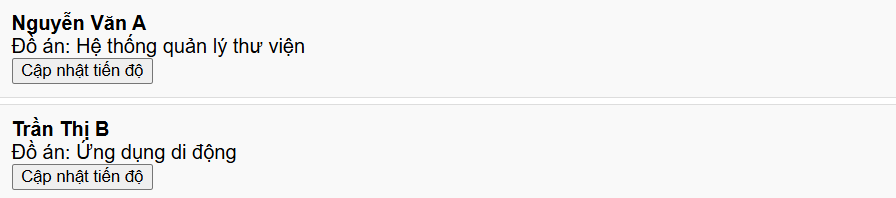 Nguyễn Văn A
Đồ án: Hệ thống quản lý thư viện
Cập nhật tiến độ
Trần Thị B
Đồ án: Ứng dụng di động
Cập nhật tiến độ